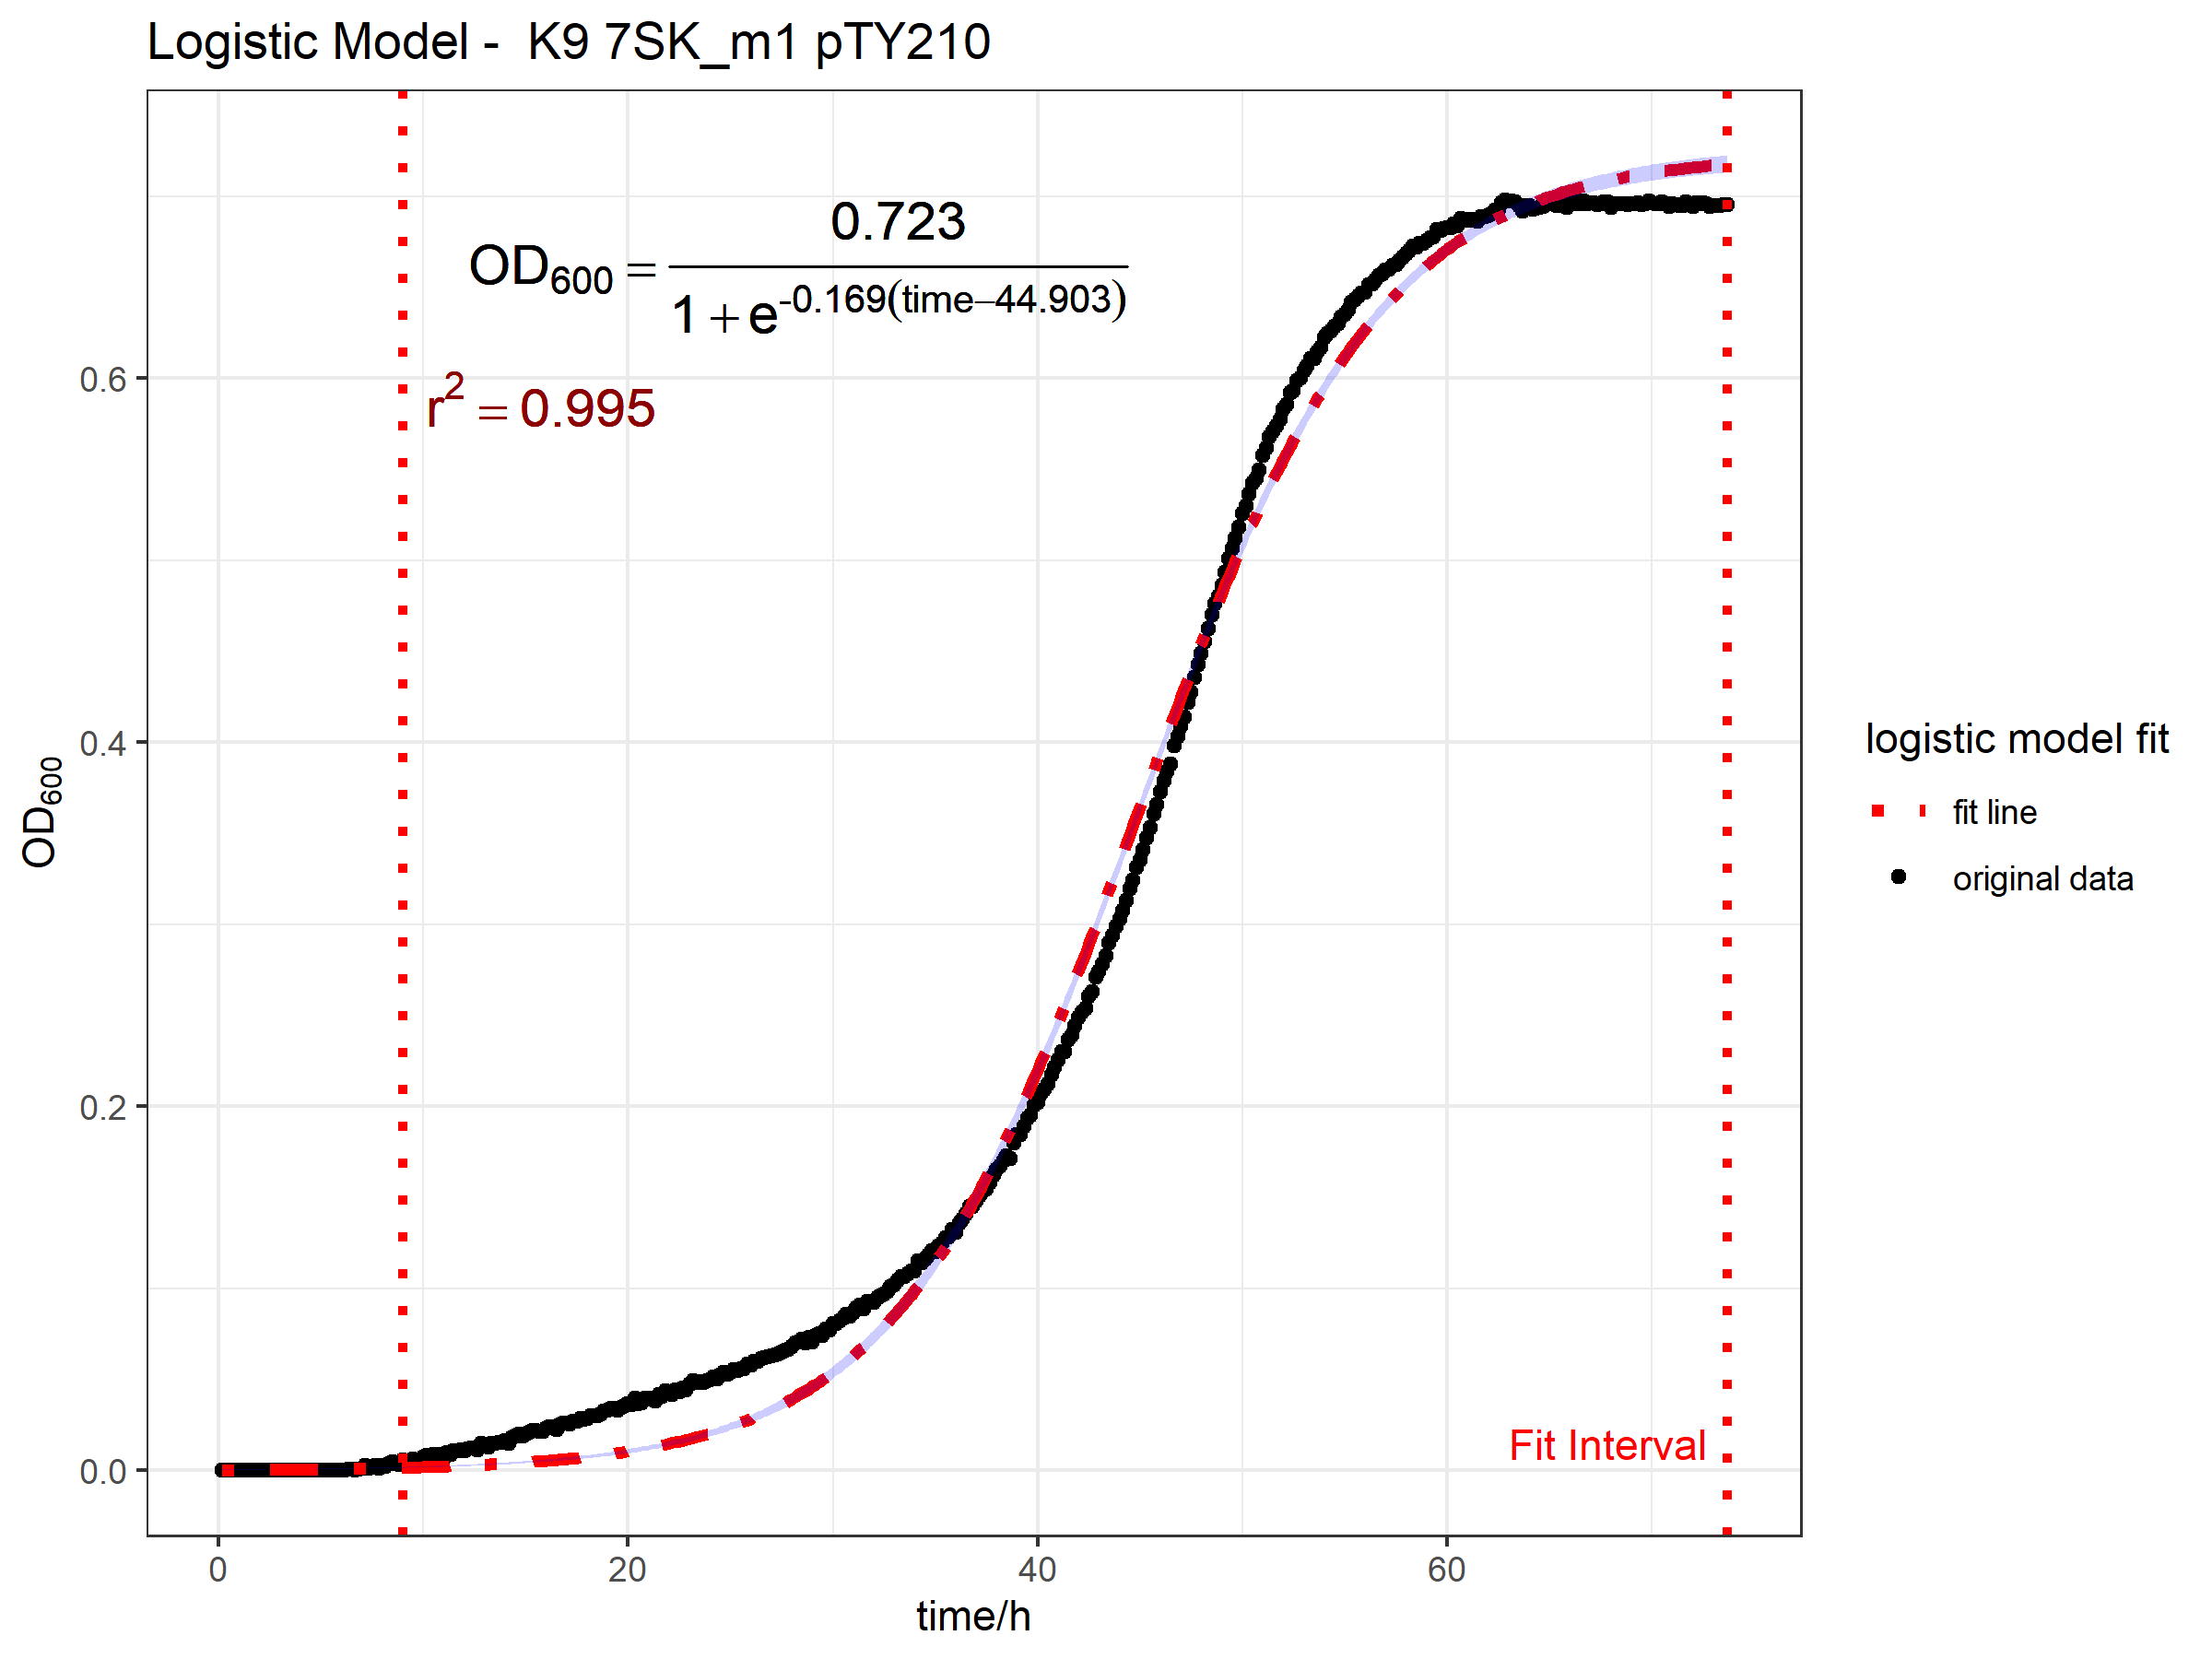 Logistic Model -  K9 7SK_m1 pTY210
OD₆₀₀ = 0.723 / 1+e^-0.169(time–44.903)
r² = 0.995
0.6
0.4
0.2
0.0
OD₆₀₀
0 20 40 60
time/h
Fit Interval
logistic model fit
fit line
original data